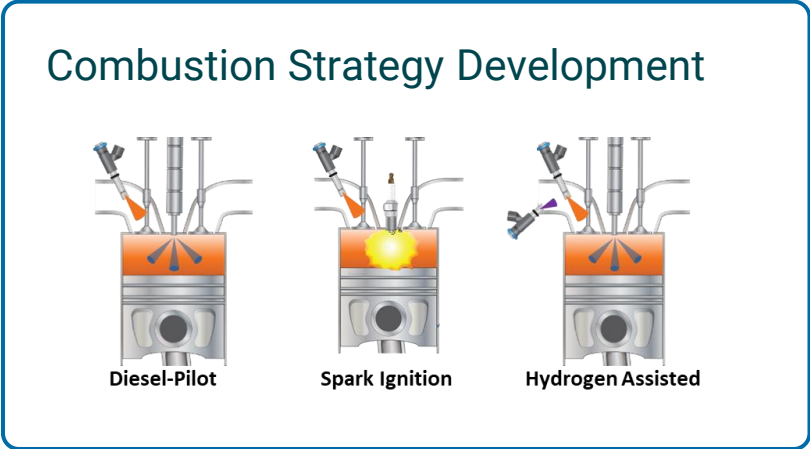 Combustion Strategy Development
Diesel-Pilot
Spark Ignition
Hydrogen Assisted